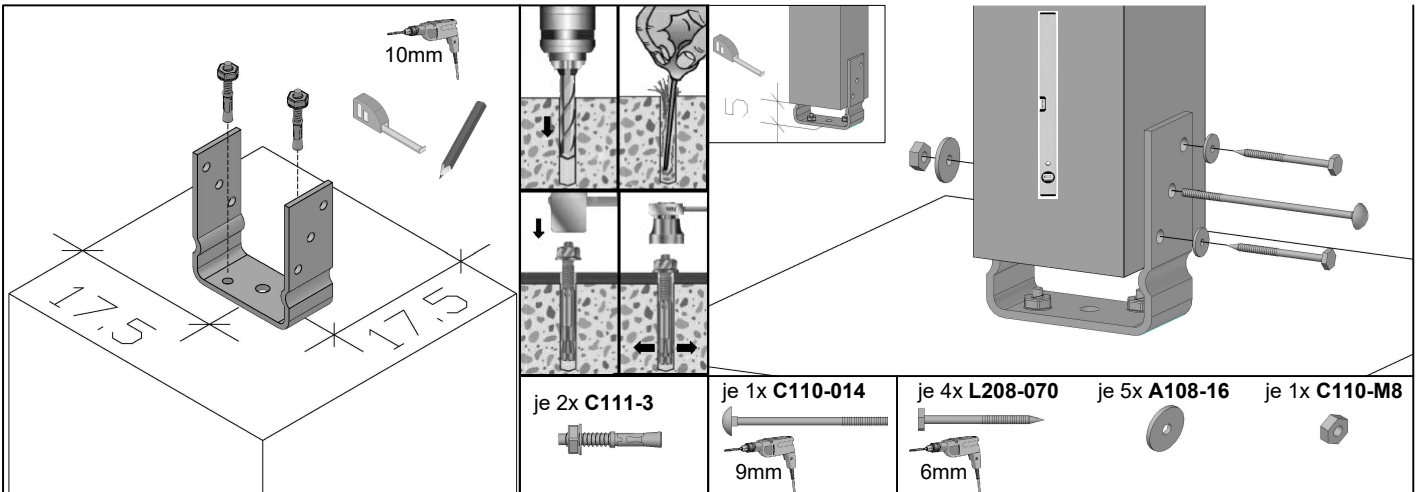 10mm
17.5
17.5
NN
5
je 2x C111-3
je 1x C110-014
9mm
je 4x L208-070
6mm
je 5x A108-16
je 1x C110-M8